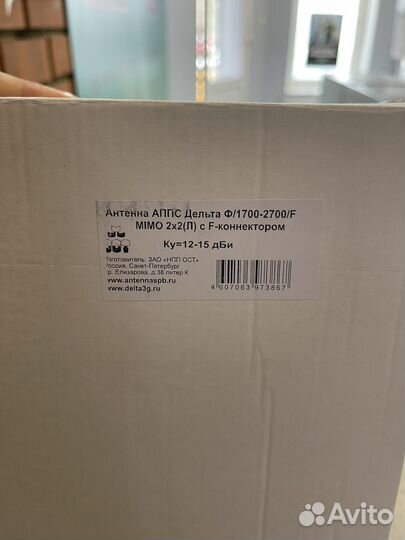 Антенна АППС Дельта Ф/1700-2700/F
MIMO 2x2(Л) с F-коннектором
Ку=12-15 дБи
Изготовитель: ЗАО «НПП ОСТ»
Россия, Санкт-Петербург
пр. Елизарова, д 38 литер К
www.antennaspb.ru
www.delta3g.ru
4 607063 973867
Avito